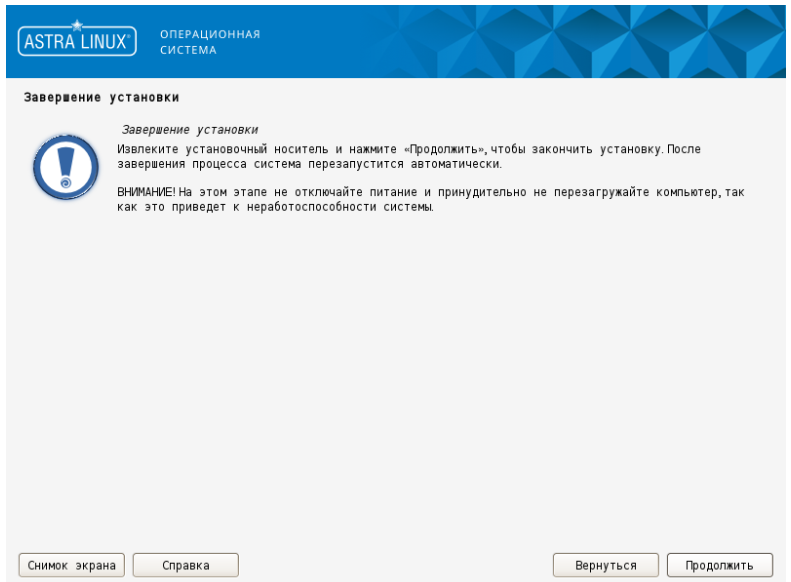 ASTRA LINUX®
ОПЕРАЦИОННАЯ
СИСТЕМА
Завершение установки
Завершение установки
Извлеките установочный носитель и нажмите «Продолжить», чтобы закончить установку. После
завершения процесса система перезапустится автоматически.
ВНИМАНИЕ! На этом этапе не отключайте питание и принудительно не перезагружайте компьютер, так
как это приведет к неработоспособности системы.
Снимок экрана
Справка
Вернуться
Продолжить